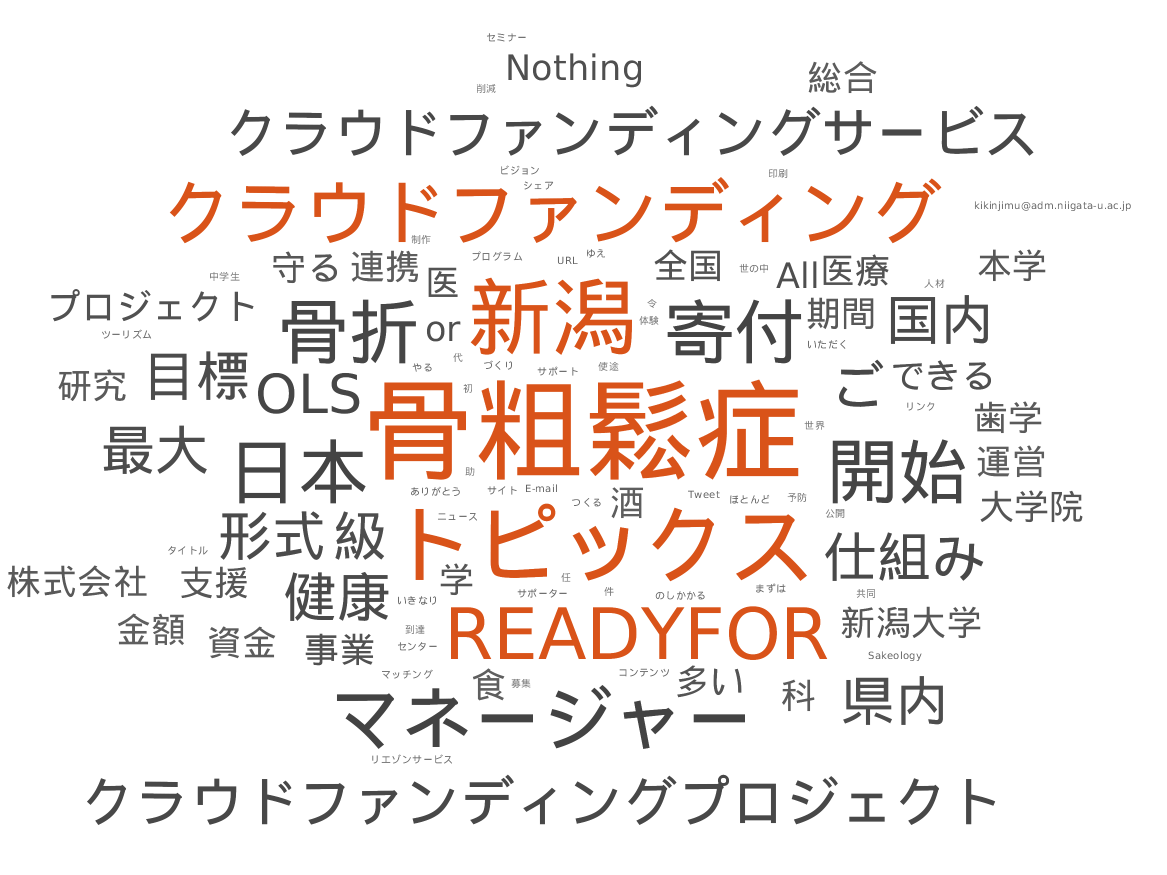 セミナー
Nothing
総合
削減
クラウドファンディングサービス
ビジョン
印刷
シェア
クラウドファンディング
kikinjimu@adm.niigata-u.ac.jp
制作
ゆえ
プログラム
URL
守る
連携
全国
世の中
本学
医
All
医療
中学生
人材
プロジェクト
骨折
or
新潟
令
体験
寄付
期間
国内
ツーリズム
いただく
代
やる
づくり
サポート
使途
研究
目標
OLS
初
骨粗鬆症
ご
できる
リンク
歯学
世界
最大
日本
開始
運営
助
ありがとう
サイト
E-mail
つくる
酒
Tweet
ほとんど
予防
大学院
ニュース
公開
形式
級
トピックス
仕組み
タイトル
株式会社
支援
健康
学
任
サポーター
件
のしかかる
まずは
共同
いきなり
金額
資金
事業
到達
センター
READYFOR
新潟大学
Sakeology
マッチング
食
募集
コンテンツ
多い
科
県内
マネージャー
リエゾンサービス
クラウドファンディングプロジェクト